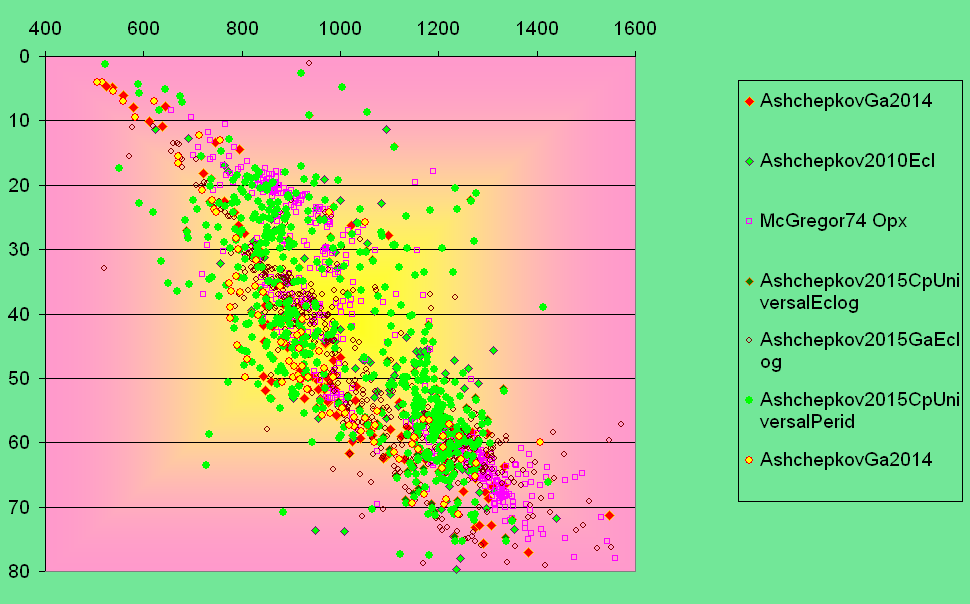 400 600 800 1000 1200 1400 1600
0
10
20
30
40
50
60
70
80
AshchepkovGa2014
Ashchepkov2010Ecl
McGregor74 Opx
Ashchepkov2015CpUni
versalEclog
Ashchepkov2015GaEcl
og
Ashchepkov2015CpUni
versalPerid
AshchepkovGa2014